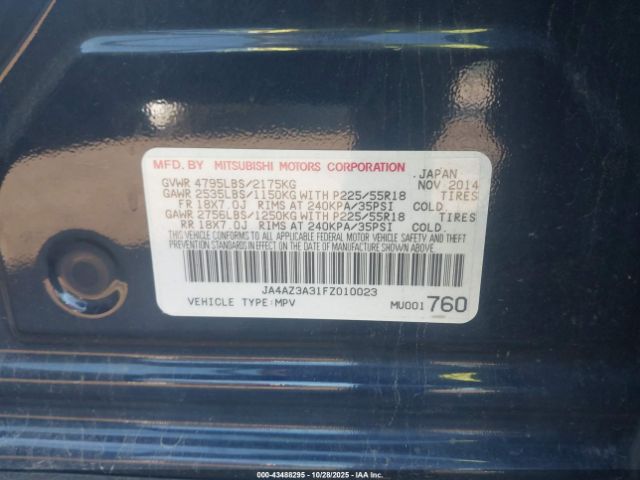 MFD. BY MITSUBISHI MOTORS CORPORATION JAPAN
GVWR 4795LBS/2175KG NOV.2014
GAWR 2535LBS/1150KG WITH P225/55R18 TIRES
FR 18X7.0J RIMS AT 240KPA/35PSI COLD.
GAWR 2756LBS/1250KG WITH P225/55R18 TIRES
RR 18X7.0J RIMS AT 240KPA/35PSI COLD.
THIS VEHICLE CONFORMS TO ALL APPLICABLE FEDERAL MOTOR VEHICLE SAFETY AND THEFT
PREVENTION STANDARDS IN EFFECT ON THE DATE OF MANUFACTURE SHOWN ABOVE.
JA4AZ3A31FZ010023
VEHICLE TYPE:MPV MU001 760
© 43488295 10/28/2025 IAA Inc.